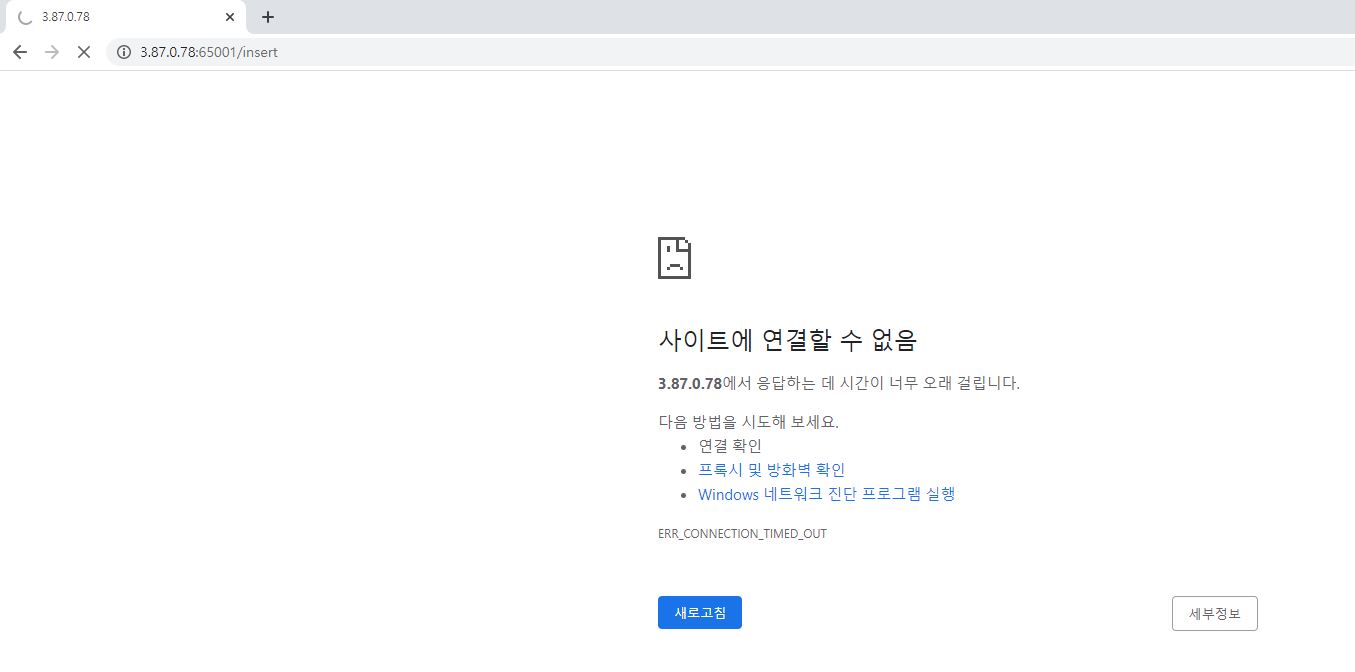 3.87.0.78
3.87.0.78:65001/insert
사이트에 연결할 수 없음
3.87.0.78에서 응답하는 데 시간이 너무 오래 걸립니다.
다음 방법을 시도해 보세요.
연결 확인
프록시 및 방화벽 확인
Windows 네트워크 진단 프로그램 실행
ERR_CONNECTION_TIMED_OUT
새로고침
세부정보